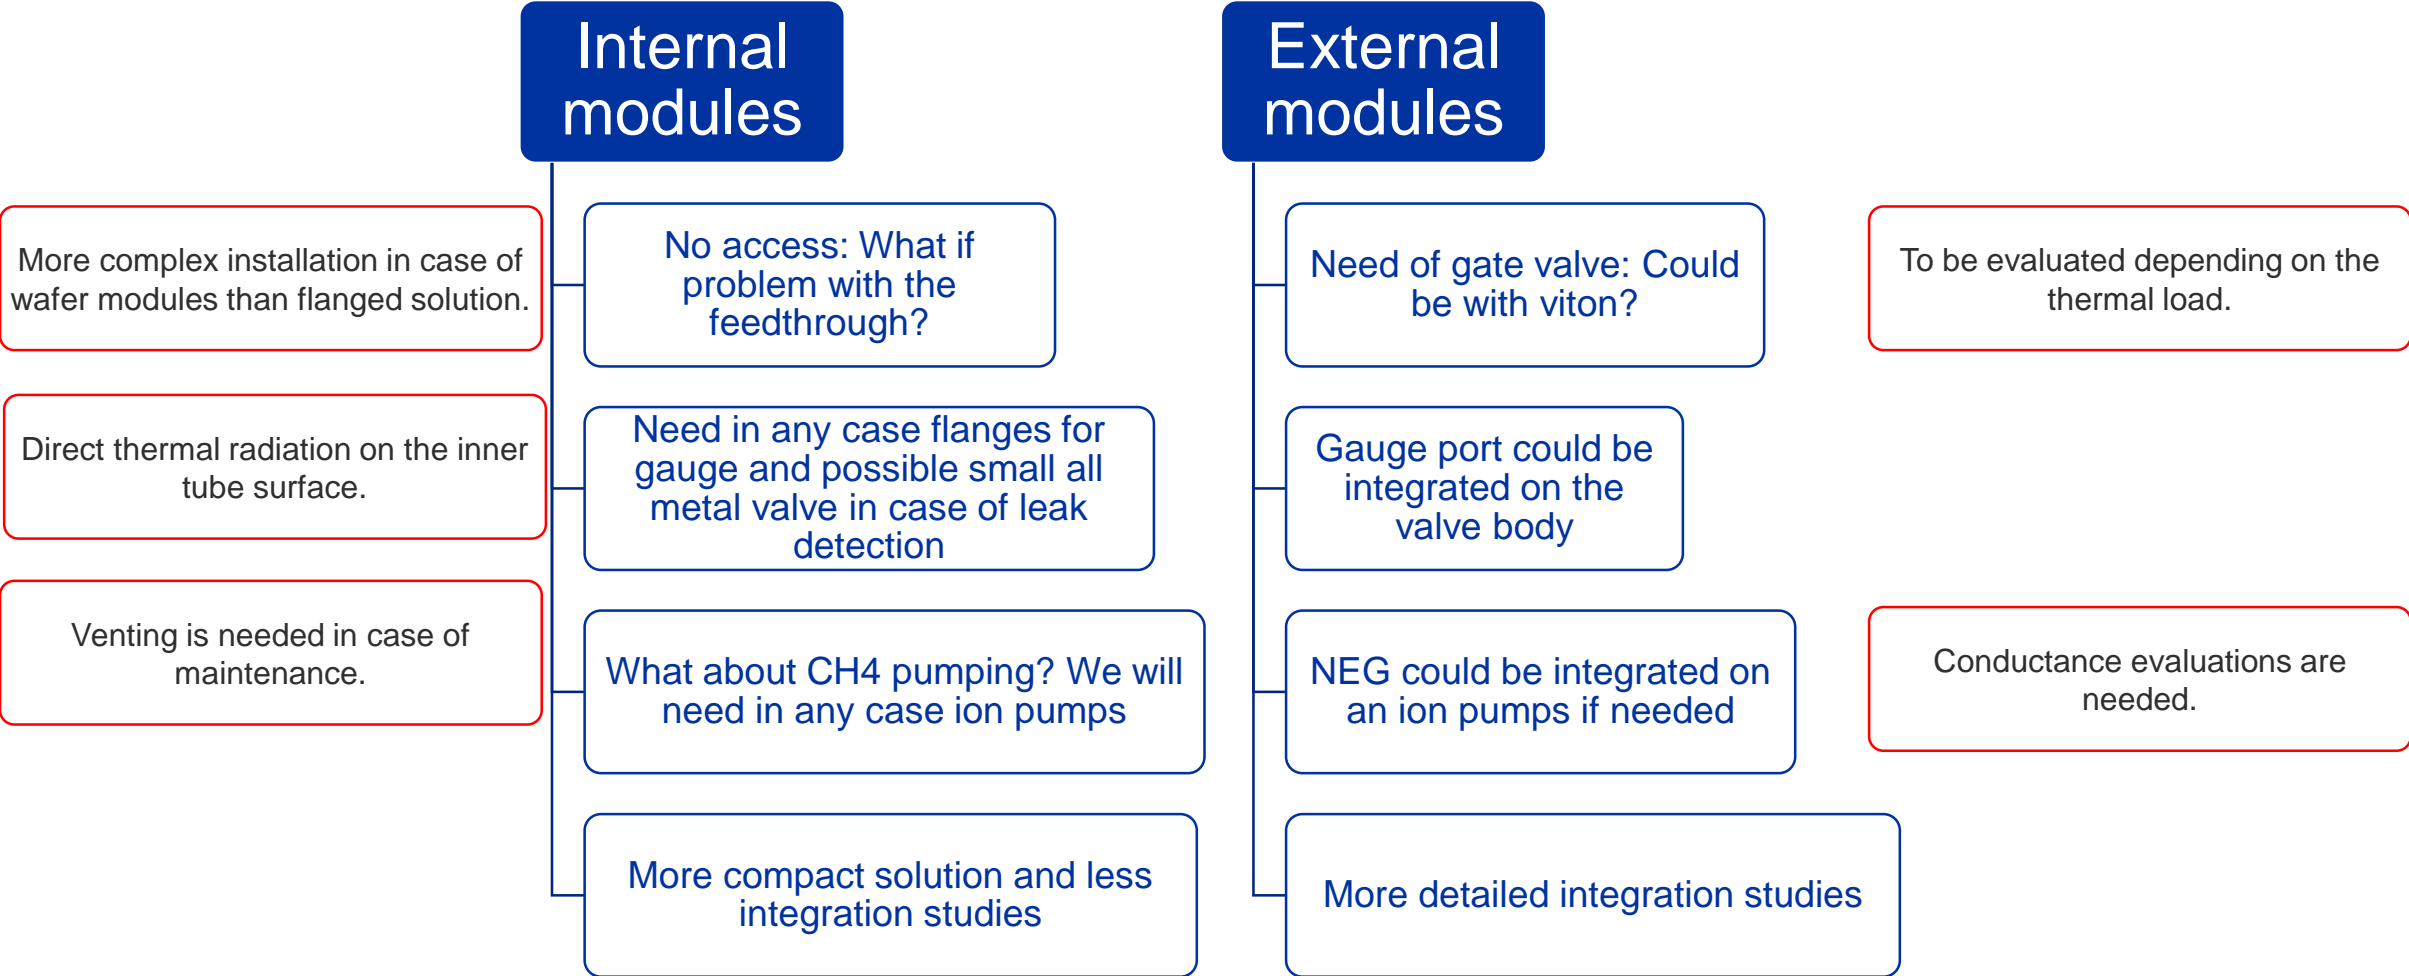 Internal
modules
External
modules
More complex installation in case of
wafer modules than flanged solution.
No access: What if
problem with the
feedthrough?
Need of gate valve: Could
be with viton?
To be evaluated depending on the
thermal load.
Direct thermal radiation on the inner
tube surface.
Need in any case flanges for
gauge and possible small all
metal valve in case of leak
detection
Gauge port could be
integrated on the
valve body
Venting is needed in case of
maintenance.
What about CH4 pumping? We will
need in any case ion pumps
NEG could be integrated on
an ion pumps if needed
Conductance evaluations are
needed.
More compact solution and less
integration studies
More detailed integration studies